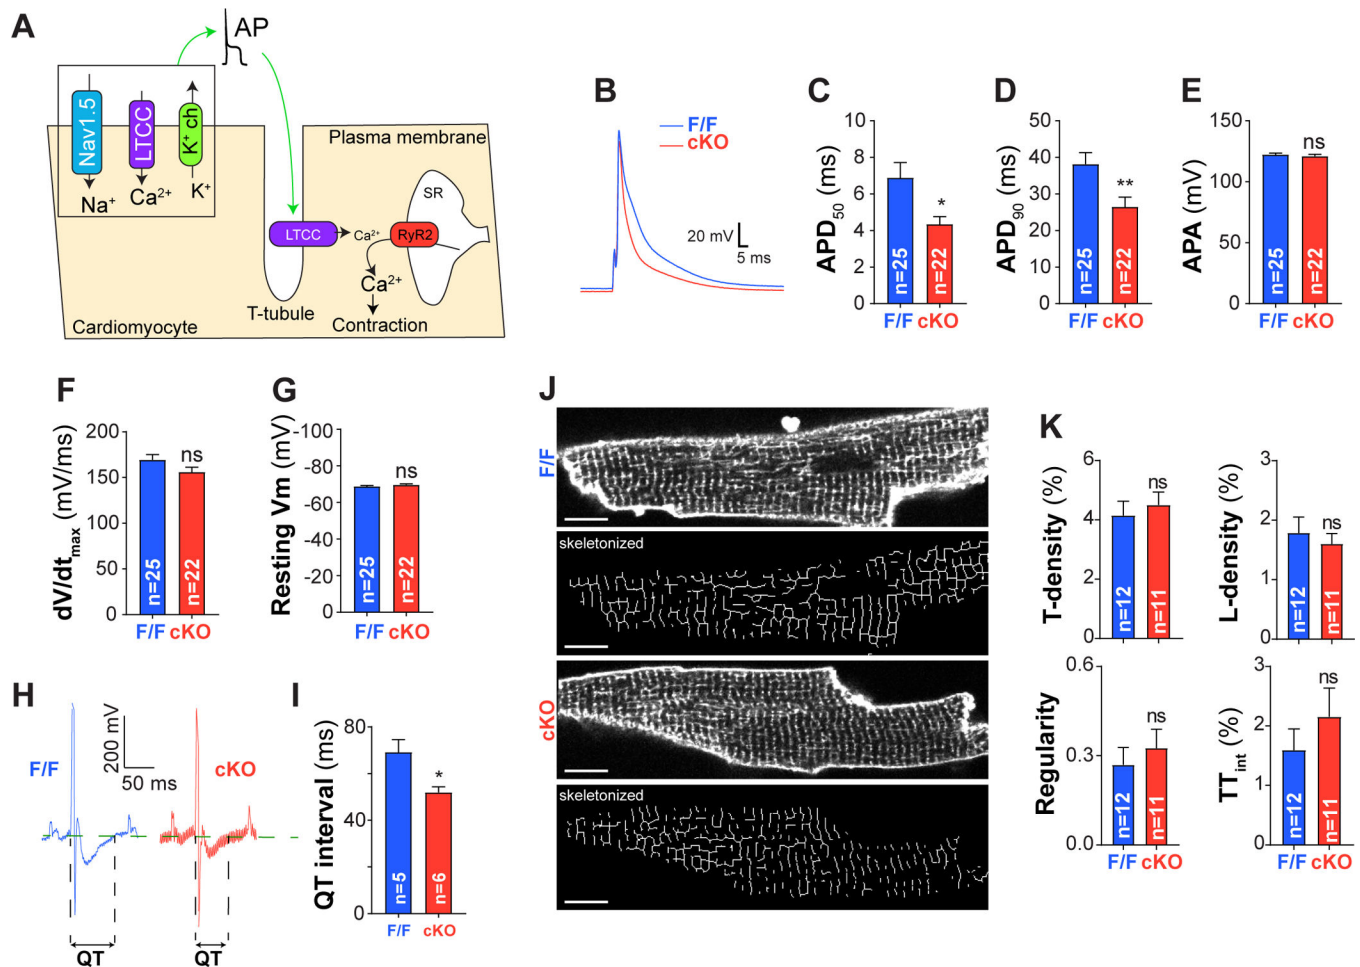 A
AP
Nav1.5
LTCC
K⁺ ch
Na⁺
Ca²⁺
K⁺
Plasma membrane
SR
LTCC
Ca²⁺
RyR2
Ca²⁺
T-tubule
Contraction
Cardiomyocyte
B
F/F
cKO
20 mV
5 ms
C
APD₅₀ (ms)
8
6
4
2
0
*
n=25
n=22
F/F cKO
D
APD₉₀ (ms)
50
40
30
20
10
0
**
n=25
n=22
F/F cKO
E
APA (mV)
150
100
50
0
ns
n=25
n=22
F/F cKO
F
dV/dtₘₐₓ (mV/ms)
200
150
100
50
0
ns
n=25
n=22
F/F cKO
G
Resting Vm (mV)
-100
-80
-60
-40
-20
0
ns
n=25
n=22
F/F cKO
H
F/F
200 mV
50 ms
cKO
QT
QT
I
QT interval (ms)
80
40
0
*
n=5
n=6
F/F cKO
J
F/F
skeletonized
cKO
skeletonized
K
T-density (%)
6
4
2
0
ns
n=12
n=11
L-density (%)
3
2
1
0
ns
n=12
n=11
Regularity
0.6
0.3
0.0
ns
n=12
n=11
F/F cKO
TTᵢₙₜ (%)
3
2
1
0
ns
n=12
n=11
F/F cKO